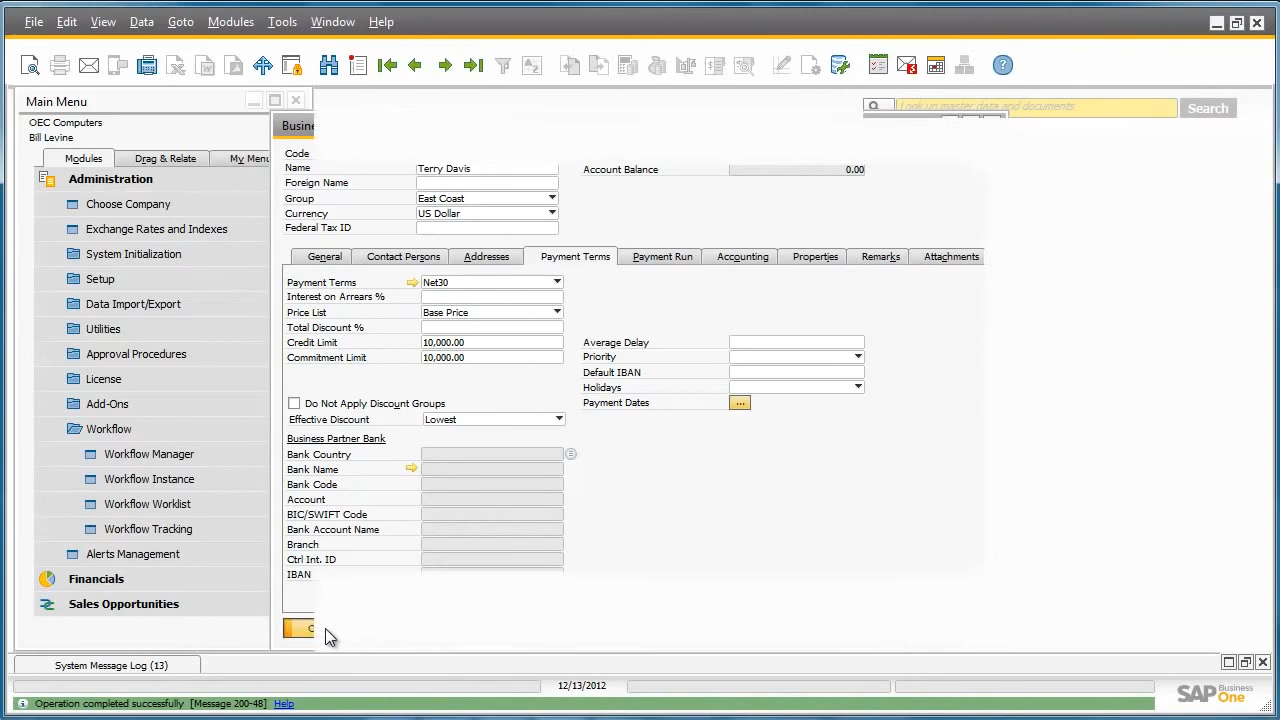 File Edit View Data Goto Modules Tools Window Help
Main Menu
OEC Computers
Bill Levine
Modules Drag & Relate My Menu
Administration
Choose Company
Exchange Rates and Indexes
System Initialization
Setup
Data Import/Export
Utilities
Approval Procedures
License
Add-Ons
Workflow
Workflow Manager
Workflow Instance
Workflow Worklist
Workflow Tracking
Alerts Management
Financials
Sales Opportunities
Look up master data and documents Search
Code
Name Terry Davis Account Balance 0.00
Foreign Name
Group East Coast
Currency US Dollar
Federal Tax ID
General Contact Persons Addresses Payment Terms Payment Run Accounting Properties Remarks Attachments
Payment Terms Net30
Interest on Arrears %
Price List Base Price
Total Discount %
Credit Limit 10,000.00 Average Delay
Commitment Limit 10,000.00 Priority
Default IBAN
Holidays
Do Not Apply Discount Groups Payment Dates ...
Effective Discount Lowest
Business Partner Bank
Bank Country
Bank Name
Bank Code
Account
BIC/SWIFT Code
Bank Account Name
Branch
Ctrl Int. ID
IBAN
System Message Log (13)
12/13/2012
Operation completed successfully [Message 200-48] Help
SAP Business One